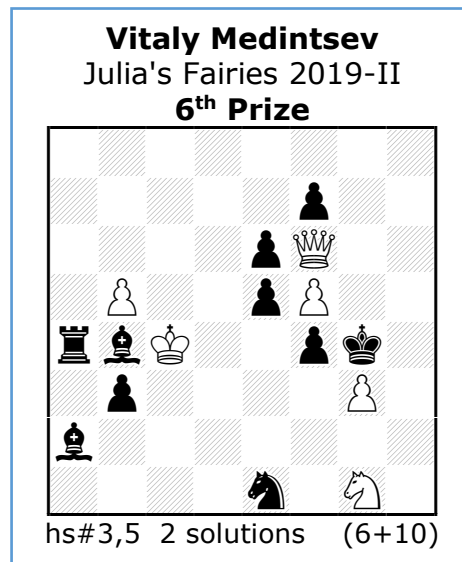 Vitaly Medintsev
Julia's Fairies 2019-II
6th Prize
hs#3,5 2 solutions (6+10)